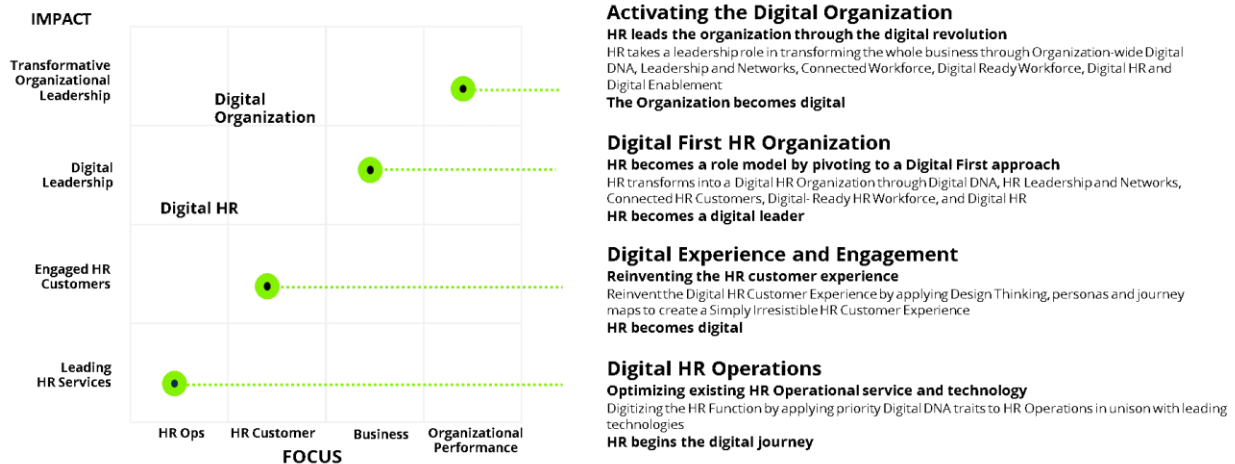 IMPACT
Transformative
Organizational
Leadership
Digital
Organization
Digital
Leadership
Digital HR
Engaged HR
Customers
Leading
HR Services
HR Ops
HR Customer
Business
Organizational
Performance
FOCUS
Activating the Digital Organization
HR leads the organization through the digital revolution
HR takes a leadership role in transforming the whole business through Organization-wide Digital
DNA, Leadership and Networks, Connected Workforce, Digital Ready Workforce, Digital HR and
Digital Enablement
The Organization becomes digital
Digital First HR Organization
HR becomes a role model by pivoting to a Digital First approach
HR transforms into a Digital HR Organization through Digital DNA, HR Leadership and Networks,
Connected HR Customers, Digital- Ready HR Workforce, and Digital HR
HR becomes a digital leader
Digital Experience and Engagement
Reinventing the HR customer experience
Reinvent the Digital HR Customer Experience by applying Design Thinking, personas and journey
maps to create a Simply Irresistible HR Customer Experience
HR becomes digital
Digital HR Operations
Optimizing existing HR Operational service and technology
Digitizing the HR Function by applying priority Digital DNA traits to HR Operations in unison with leading
technologies
HR begins the digital journey